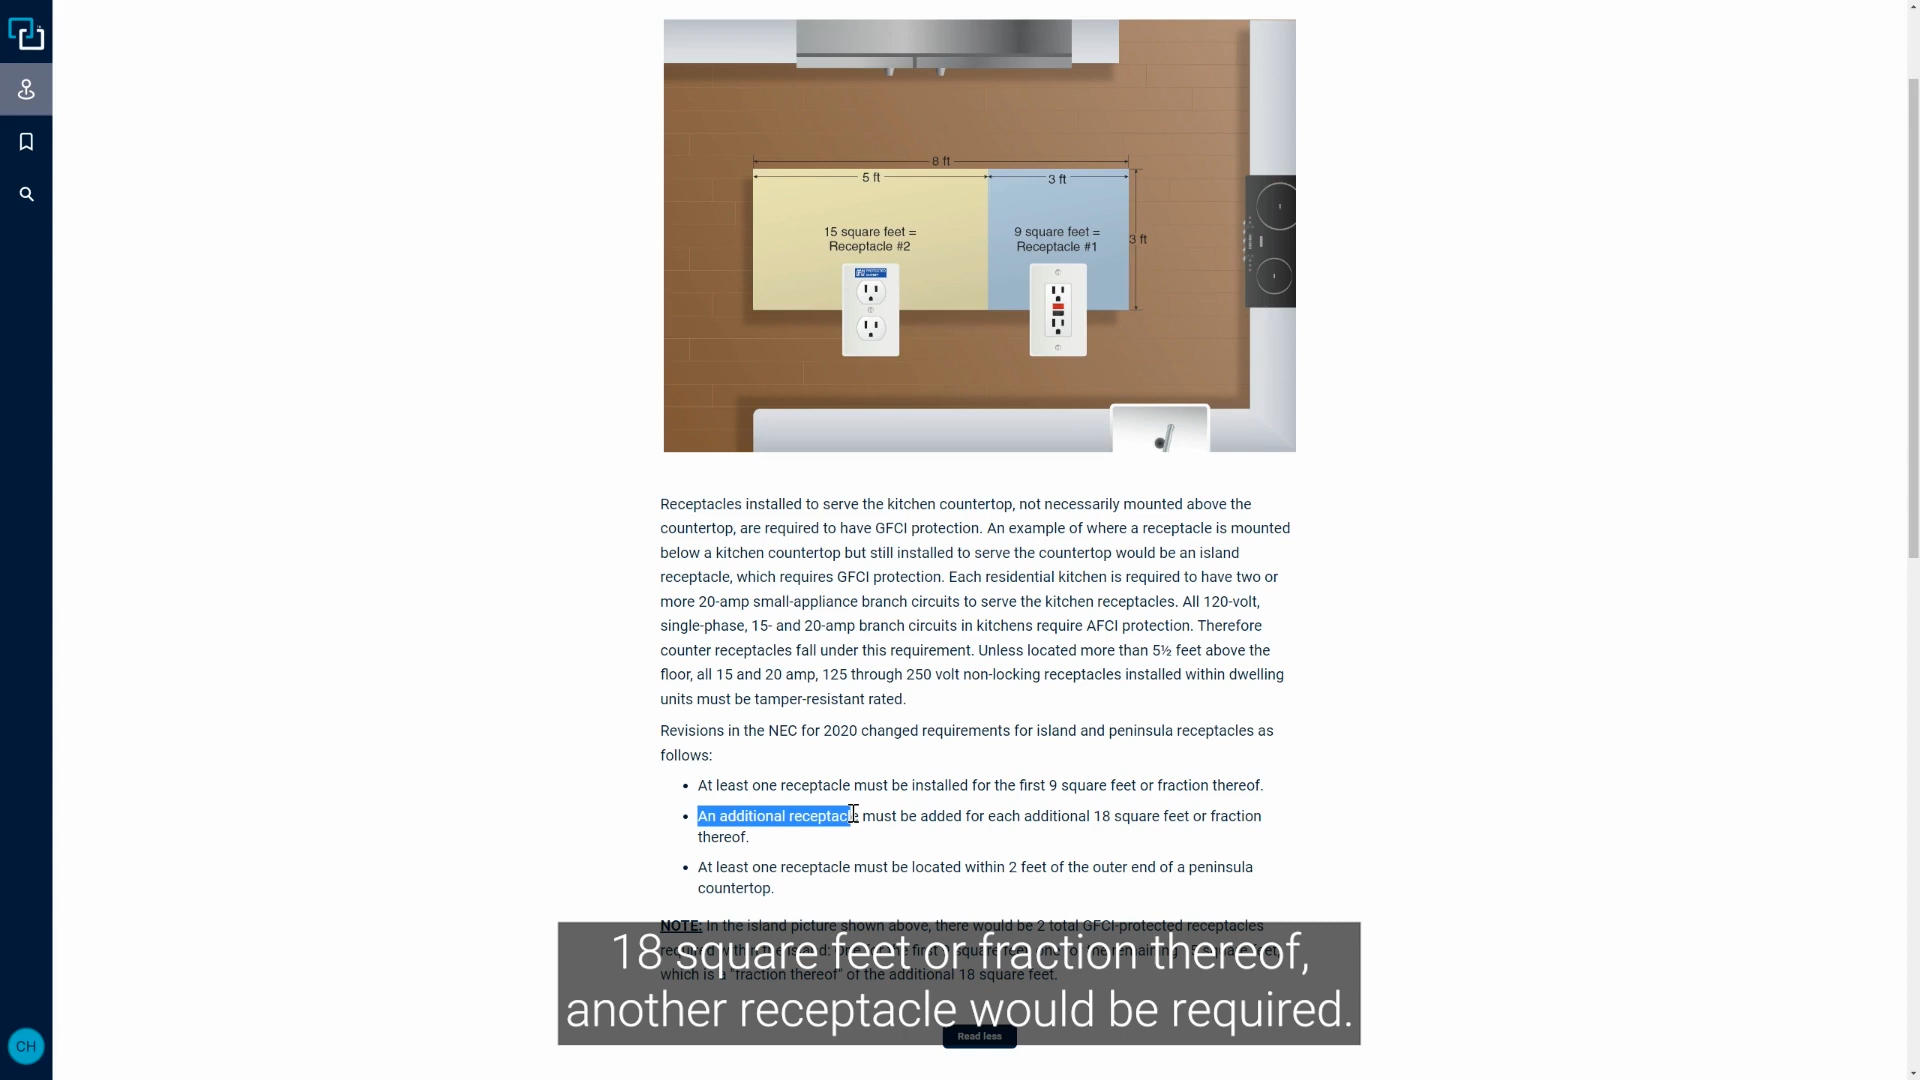 8 ft
5 ft
3 ft
15 square feet =
Receptacle #2
9 square feet =
Receptacle #1
3 ft
Receptacles installed to serve the kitchen countertop, not necessarily mounted above the
countertop, are required to have GFCI protection. An example of where a receptacle is mounted
below a kitchen countertop but still installed to serve the countertop would be an island
receptacle, which requires GFCI protection. Each residential kitchen is required to have two or
more 20-amp small-appliance branch circuits to serve the kitchen receptacles. All 120-volt,
single-phase, 15- and 20-amp branch circuits in kitchens require AFCI protection. Therefore
counter receptacles fall under this requirement. Unless located more than 5½ feet above the
floor, all 15 and 20 amp, 125 through 250 volt non-locking receptacles installed within dwelling
units must be tamper-resistant rated.
Revisions in the NEC for 2020 changed requirements for island and peninsula receptacles as
follows:
• At least one receptacle must be installed for the first 9 square feet or fraction thereof.
• An additional receptacle must be added for each additional 18 square feet or fraction
thereof.
• At least one receptacle must be located within 2 feet of the outer end of a peninsula
countertop.
NOTE: In the island picture shown above, there would be 2 total GFCI-protected receptacles
which is a "fraction thereof" of the additional 18 square feet.
18 square feet or fraction thereof,
another receptacle would be required.
Read less
CH